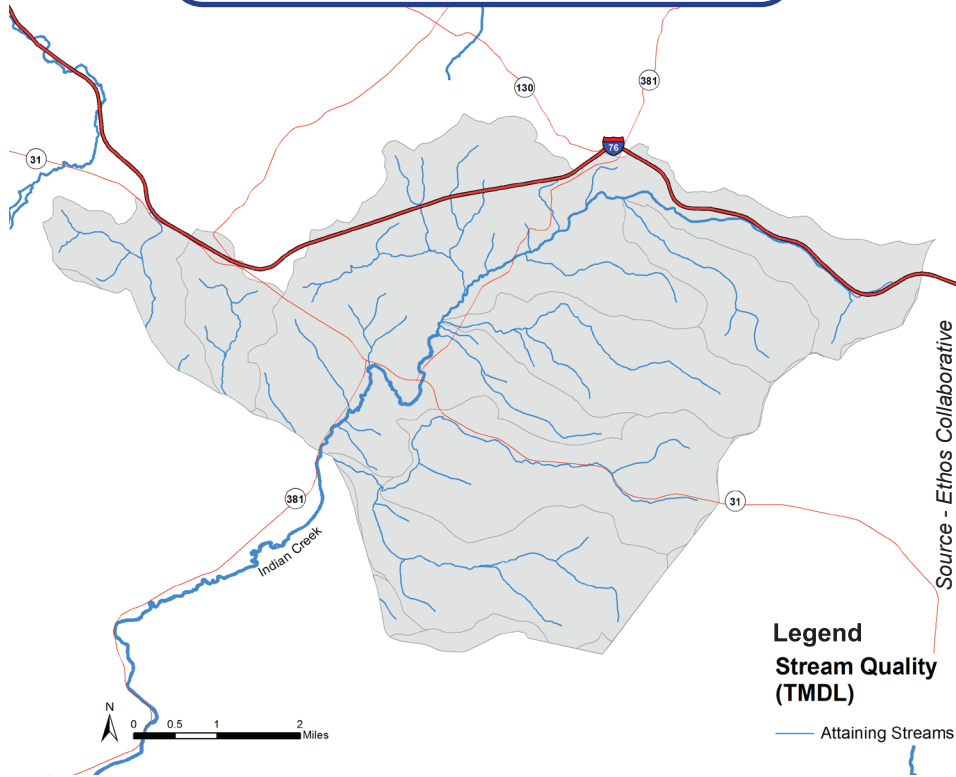 130
381
76
31
381
31
Indian Creek
Source - Ethos Collaborative
Legend
Stream Quality
(TMDL)
Attaining Streams
N
0 0.5 1 2
Miles